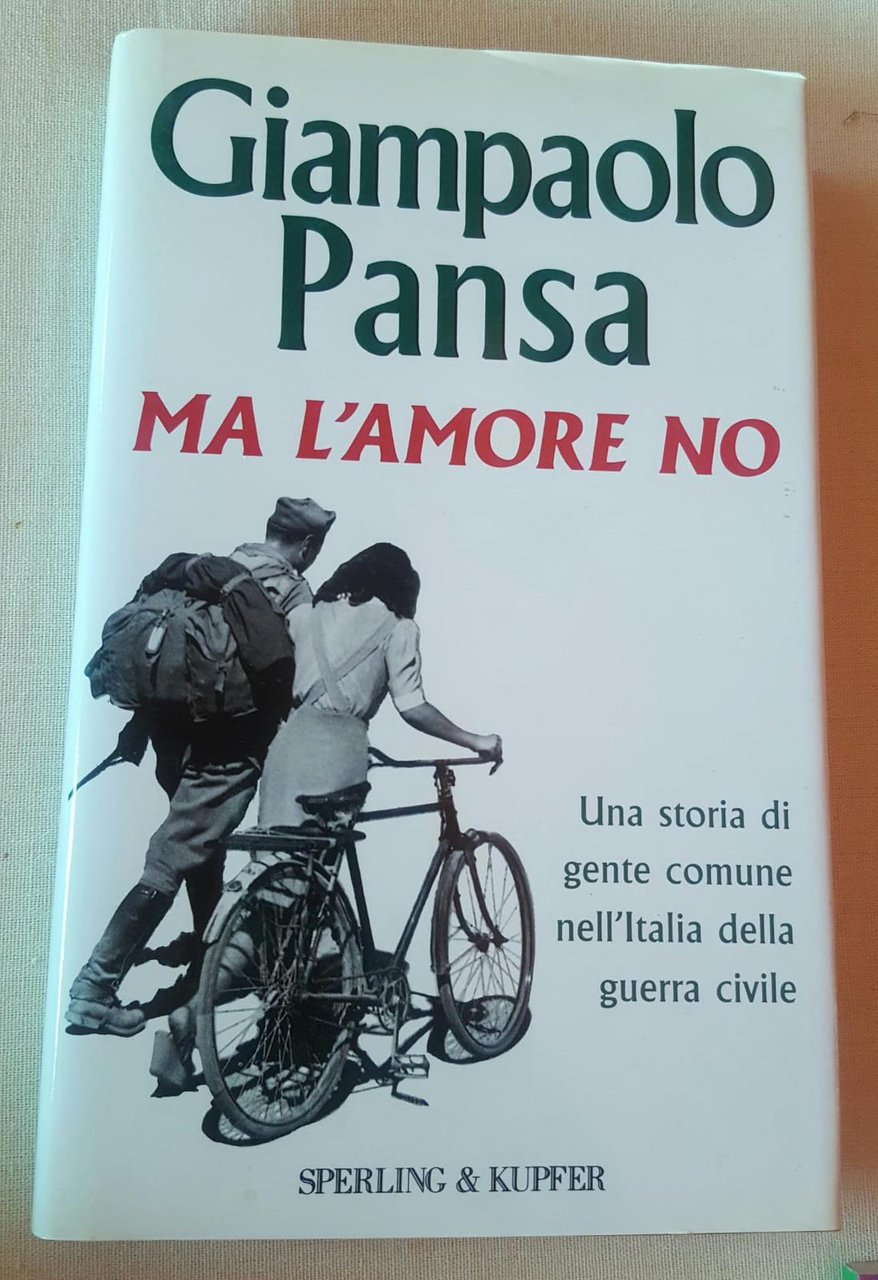 Giampaolo
Pansa
MA L'AMORE NO
Una storia di
gente comune
nell'Italia della
guerra civile
SPERLING & KUPFER